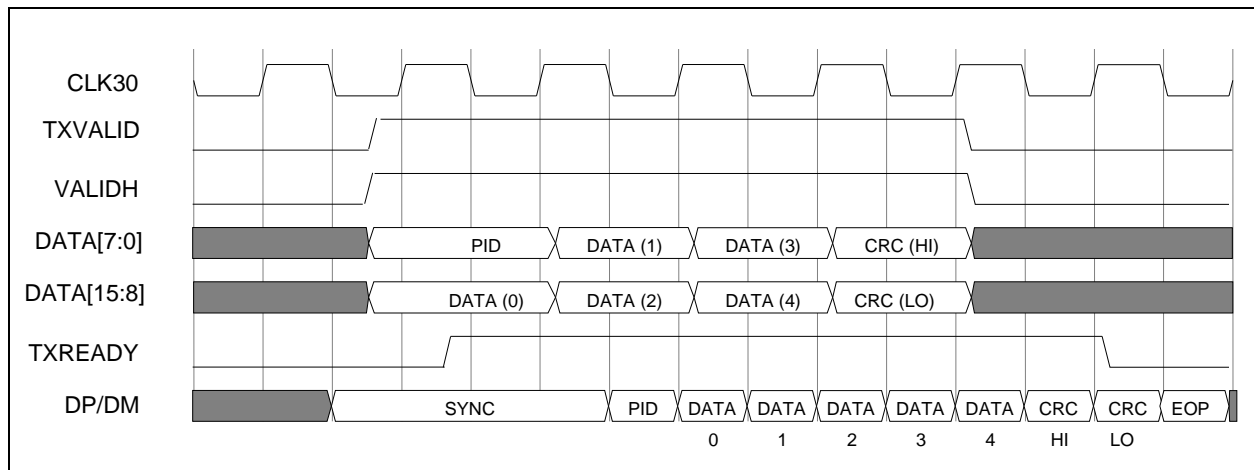 CLK30
TXVALID
VALIDH
DATA[7:0] PID DATA (1) DATA (3) CRC (HI)
DATA[15:8] DATA (0) DATA (2) DATA (4) CRC (LO)
TXREADY
DP/DM SYNC PID DATA DATA DATA DATA DATA CRC CRC EOP
0 1 2 3 4 HI LO